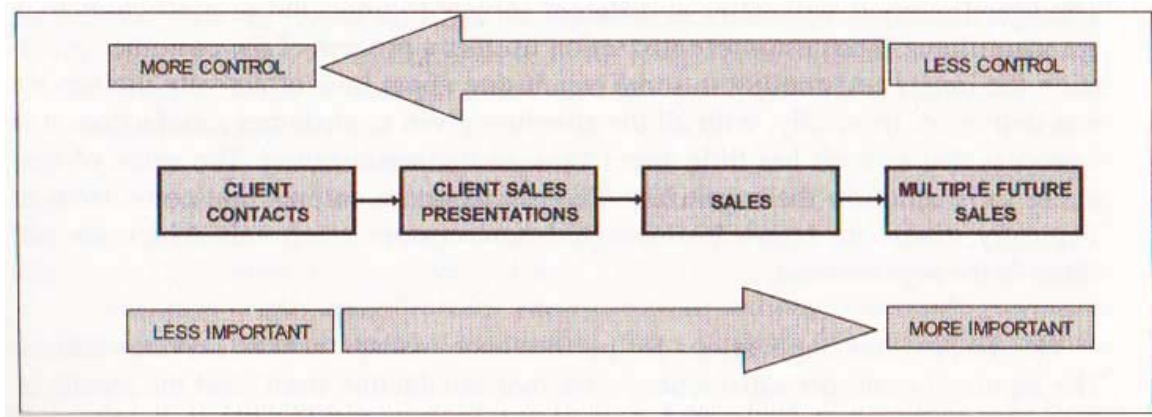 MORE CONTROL
LESS CONTROL
CLIENT
CONTACTS
CLIENT SALES
PRESENTATIONS
SALES
MULTIPLE FUTURE
SALES
LESS IMPORTANT
MORE IMPORTANT